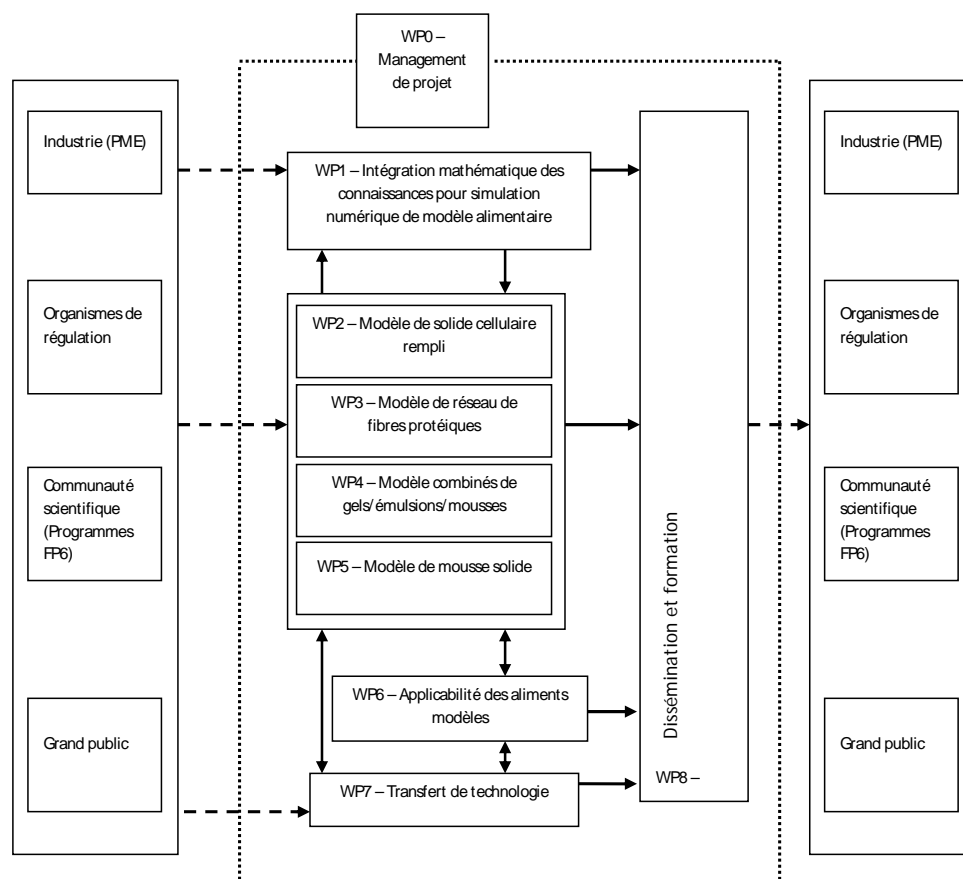 WP0 –
Management
de projet
Industrie (PME)
Organismes de
régulation
Communauté
scientifique
(Programmes
FP6)
Grand public
WP1 – Intégration mathématique des
connaissances pour simulation
numérique de modèle alimentaire
WP2 – Modèle de solide cellulaire
rempli
WP3 – Modèle de réseau de
fibres protéiques
WP4 – Modèle combinés de
gels/émulsions/mousses
WP5 – Modèle de mousse solide
WP6 – Applicabilité des aliments
modèles
WP7 – Transfert de technologie
Dissémination et formation
WP8 –
Industrie (PME)
Organismes de
régulation
Communauté
scientifique
(Programmes
FP6)
Grand public